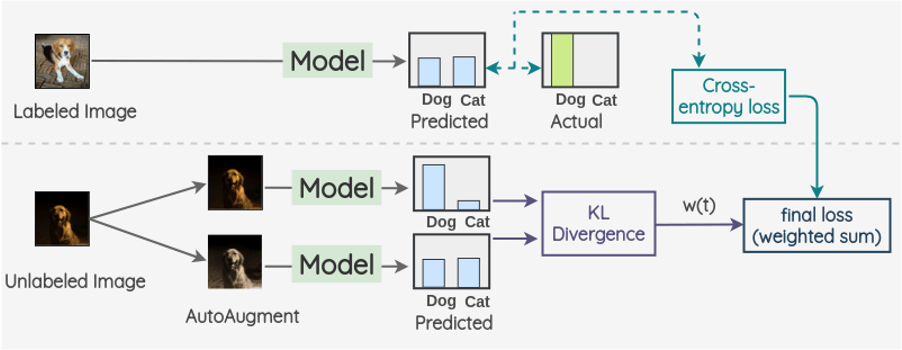 Labeled Image
Model
Dog Cat
Predicted
Dog Cat
Actual
Cross-
entropy loss
Unlabeled Image
AutoAugment
Model
Dog Cat
Model
Dog Cat
Predicted
KL
Divergence
w(t)
final loss
(weighted sum)